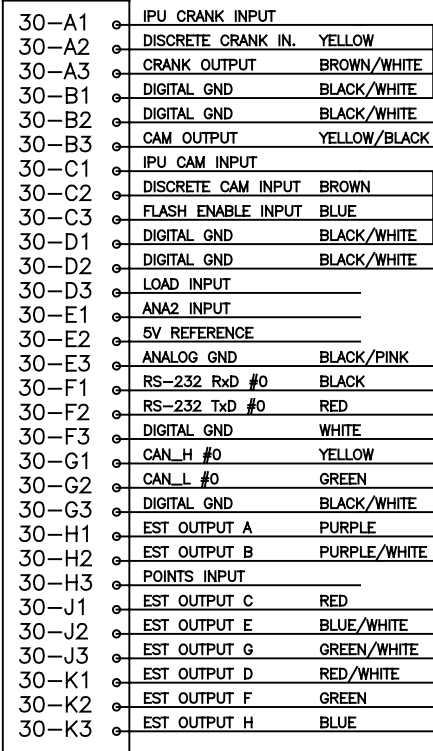 30-A1 IPU CRANK INPUT
30-A2 DISCRETE CRANK IN. YELLOW
30-A3 CRANK OUTPUT BROWN/WHITE
30-B1 DIGITAL GND BLACK/WHITE
30-B2 DIGITAL GND BLACK/WHITE
30-B3 CAM OUTPUT YELLOW/BLACK
30-C1 IPU CAM INPUT
30-C2 DISCRETE CAM INPUT BROWN
30-C3 FLASH ENABLE INPUT BLUE
30-D1 DIGITAL GND BLACK/WHITE
30-D2 DIGITAL GND BLACK/WHITE
30-D3 LOAD INPUT
30-E1 ANA2 INPUT
30-E2 5V REFERENCE
30-E3 ANALOG GND BLACK/PINK
30-F1 RS-232 RxD #0 BLACK
30-F2 RS-232 TxD #0 RED
30-F3 DIGITAL GND WHITE
30-G1 CAN_H #0 YELLOW
30-G2 CAN_L #0 GREEN
30-G3 DIGITAL GND BLACK/WHITE
30-H1 EST OUTPUT A PURPLE
30-H2 EST OUTPUT B PURPLE/WHITE
30-H3 POINTS INPUT
30-J1 EST OUTPUT C RED
30-J2 EST OUTPUT E BLUE/WHITE
30-J3 EST OUTPUT G GREEN/WHITE
30-K1 EST OUTPUT D RED/WHITE
30-K2 EST OUTPUT F GREEN
30-K3 EST OUTPUT H BLUE